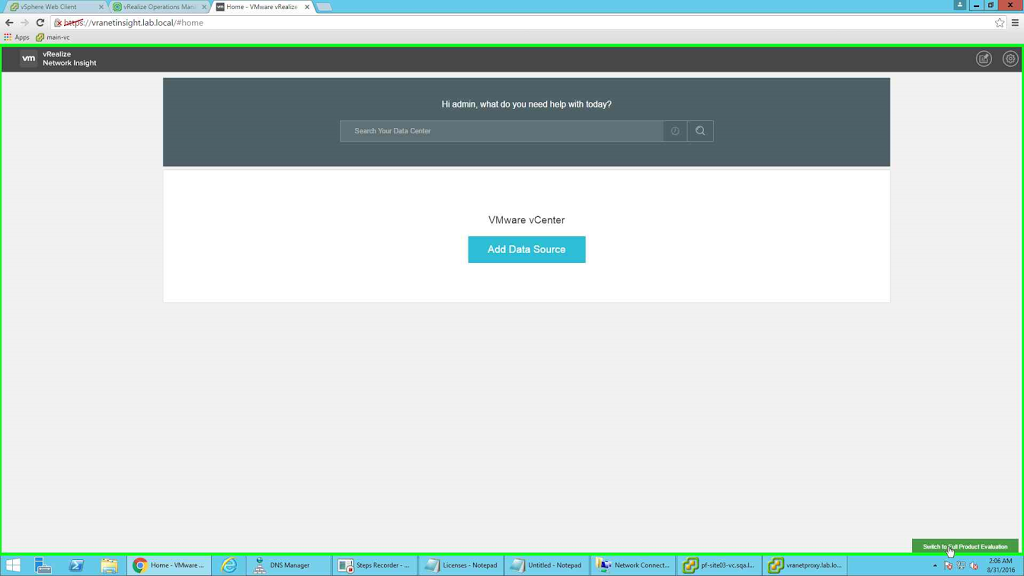 vSphere Web Client
vRealize Operations Mana
Home - VMware vRealize
https://vranetinsight.lab.local/#home
Apps
main-vc
vm
vRealize
Network Insight
Hi admin, what do you need help with today?
Search Your Data Center
VMware vCenter
Add Data Source
Switch to Full Product Evaluation
Home - VMware ...
DNS Manager
Steps Recorder - ...
Licenses - Notepad
Untitled - Notepad
Network Connect...
pf-site03-vc.sqa.l...
vranetproxy.lab.lo...
2:06 AM
8/31/2016